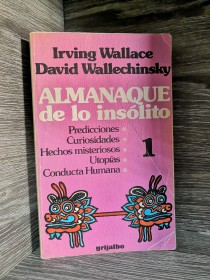 Irving Wallace
David Wallechinsky
ALMANAQUE
de lo insólito
Predicciones
Curiosidades
Hechos misteriosos
Utopías
Conducta Humana
1
grijalbo